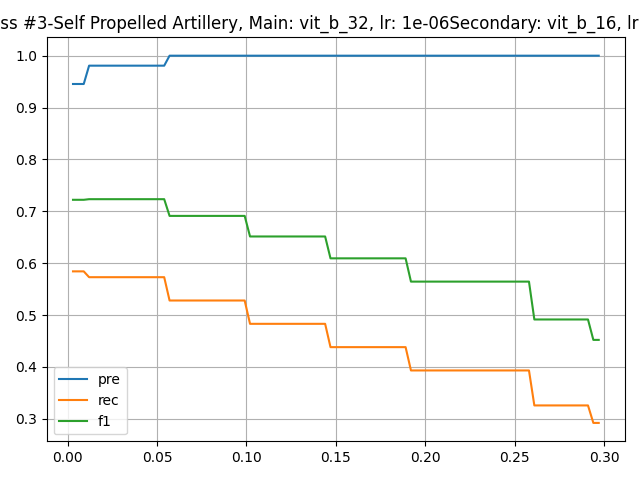 ss #3-Self Propelled Artillery, Main: vit_b_32, lr: 1e-06Secondary: vit_b_16, lr
1.0
0.9
0.8
0.7
0.6
0.5
0.4
0.3
pre
rec
f1
0.00 0.05 0.10 0.15 0.20 0.25 0.30